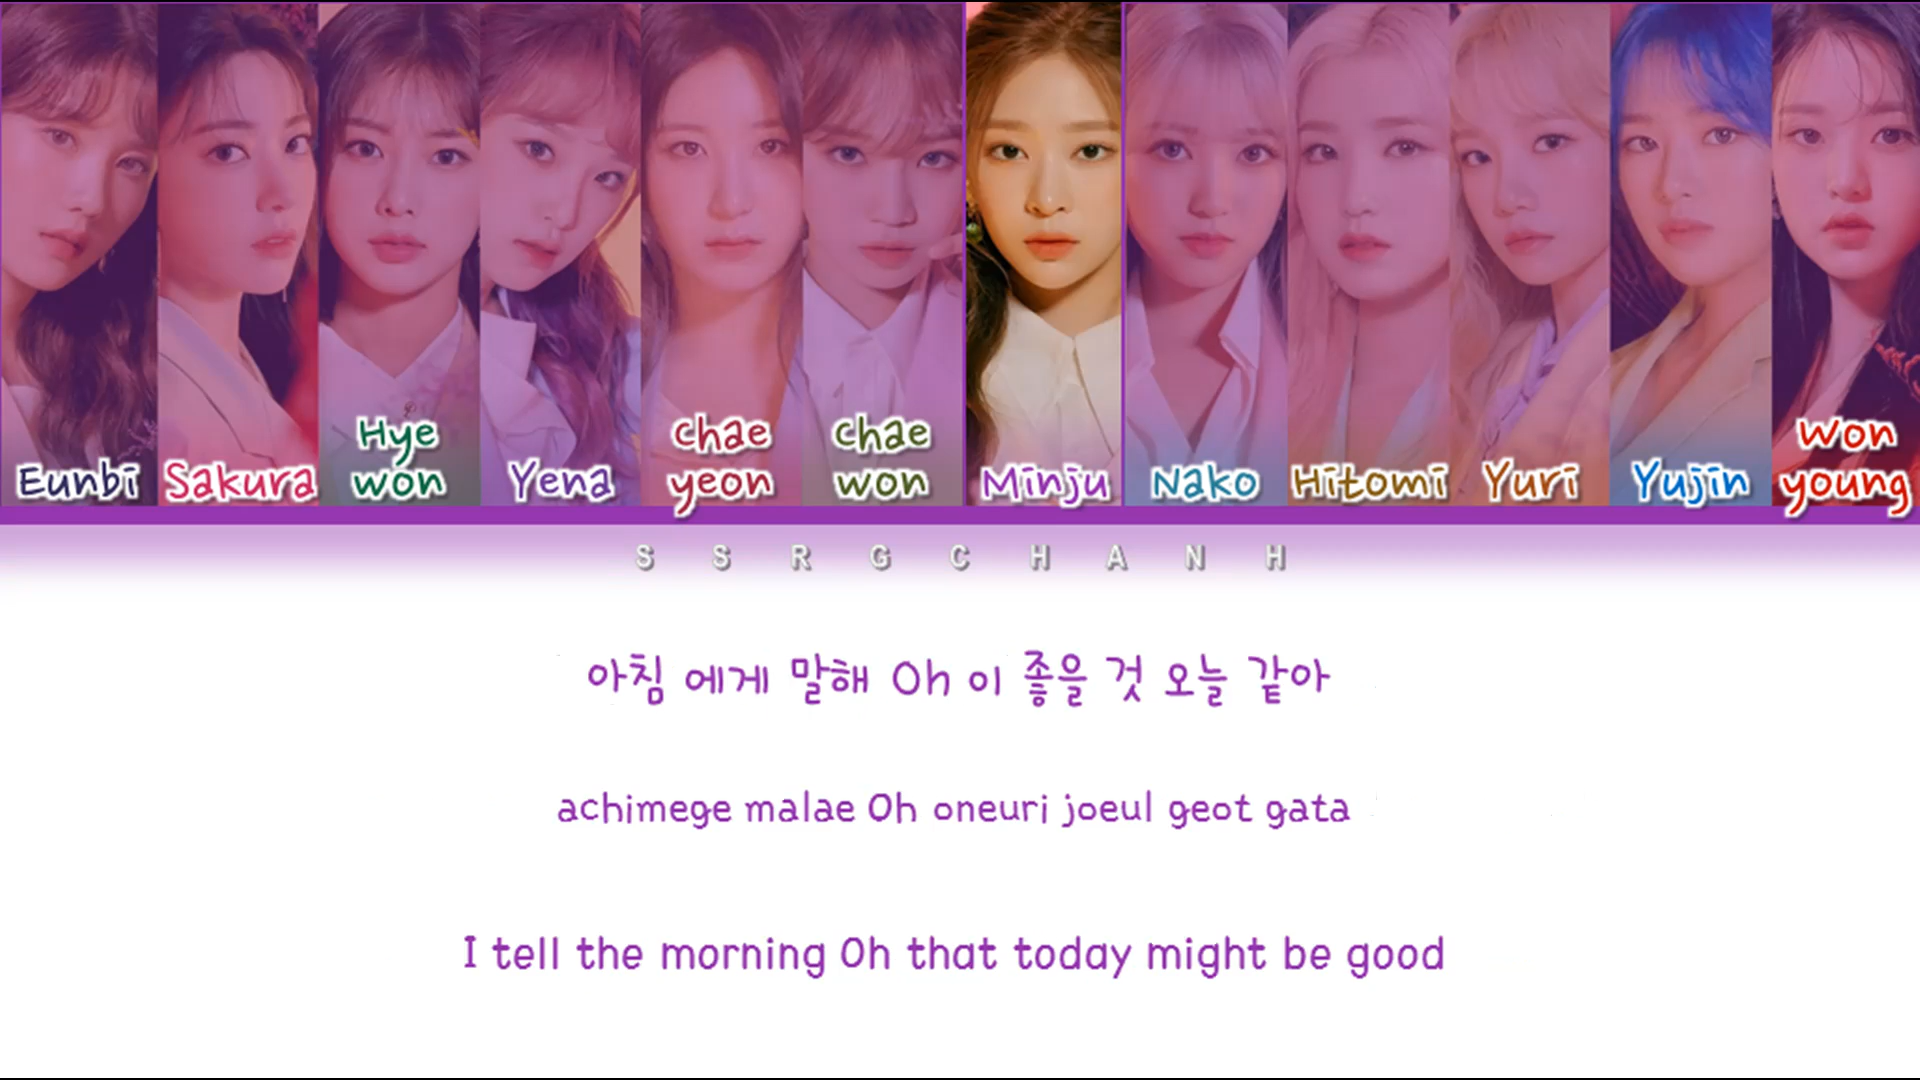 Eunbi
Sakura
Hye
won
Yena
chae
yeon
chae
won
Minju
Nako
Hitomi
Yuri
Yujin
Won
young
S S R G C H A N H
아침 에게 말해 Oh 이 좋을 것 오늘 같아
achimege malae Oh oneuri joeul geot gata
I tell the morning Oh that today might be good